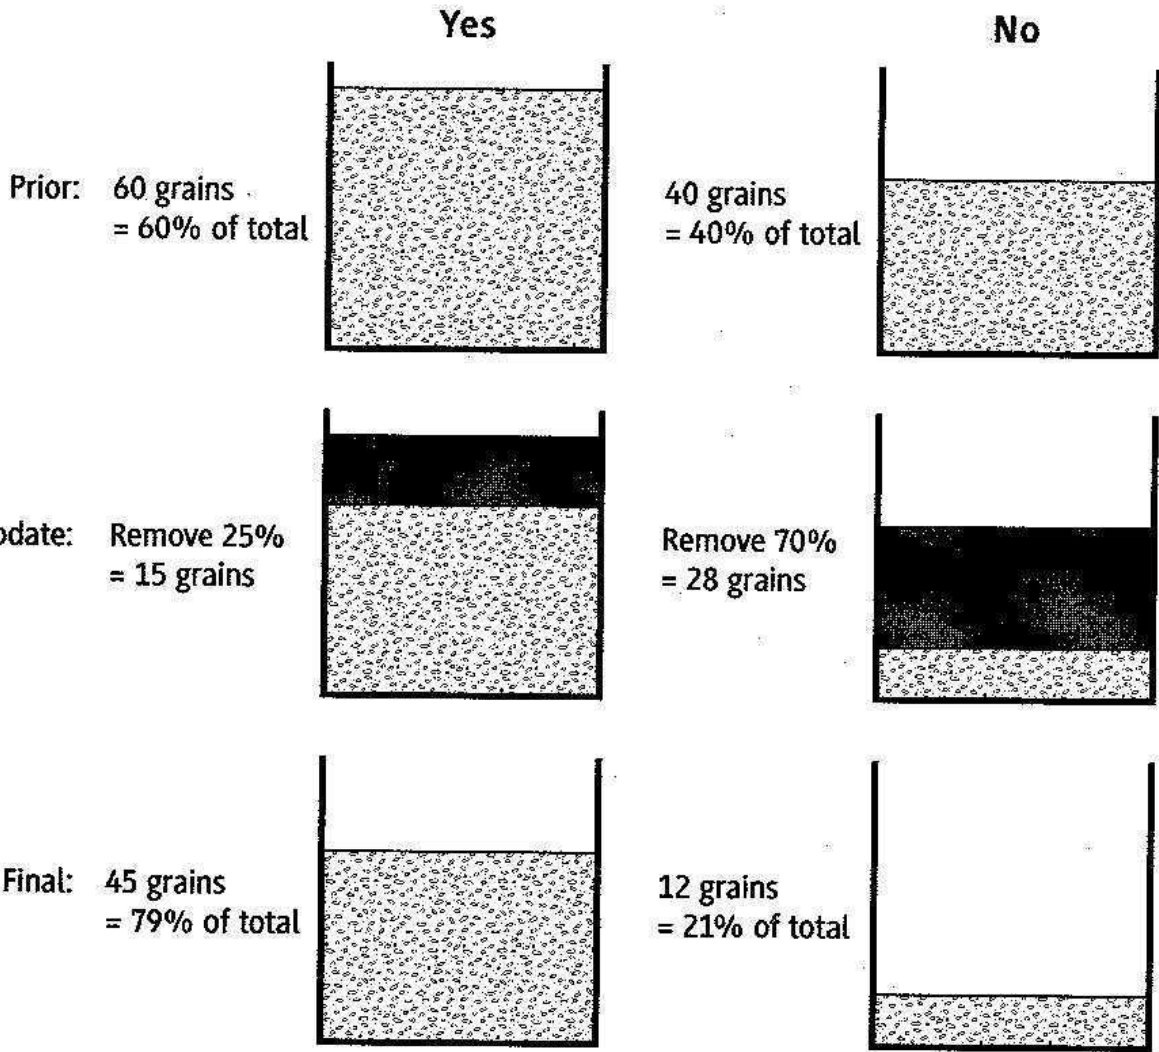 Yes
No
Prior: 60 grains
= 60% of total
40 grains
= 40% of total
odate: Remove 25%
= 15 grains
Remove 70%
= 28 grains
Final: 45 grains
= 79% of total
12 grains
= 21% of total